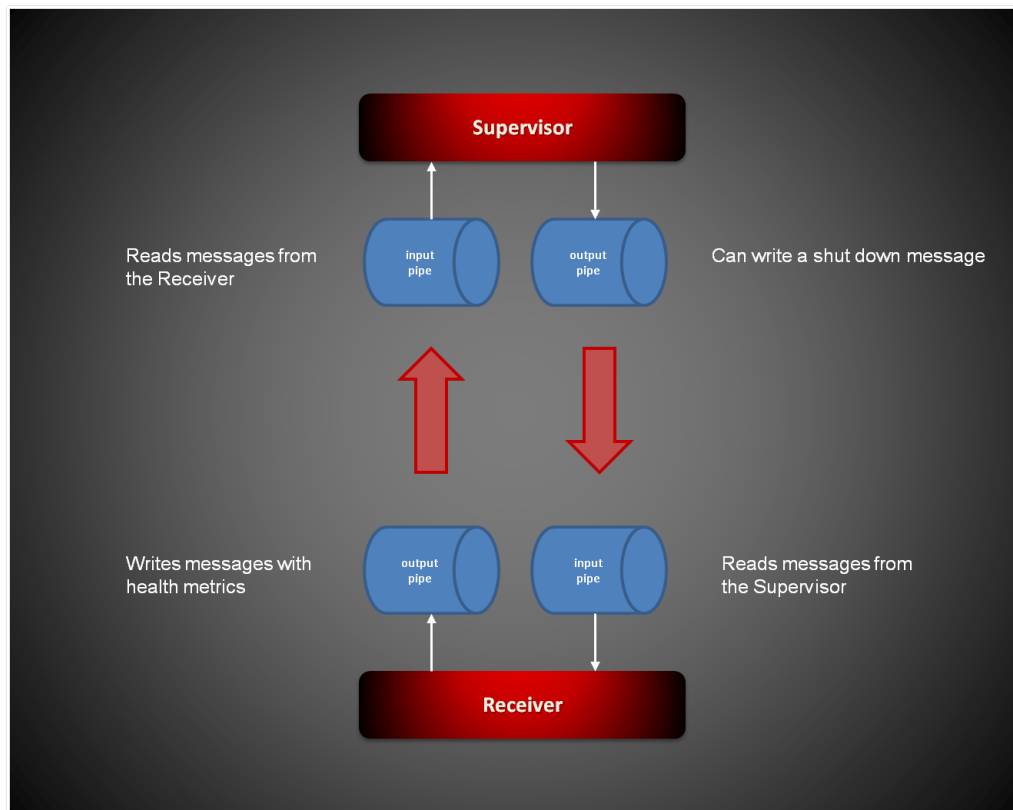 Supervisor
Reads messages from
the Receiver
input
pipe
output
pipe
Can write a shut down message
Writes messages with
health metrics
output
pipe
input
pipe
Reads messages from
the Supervisor
Receiver